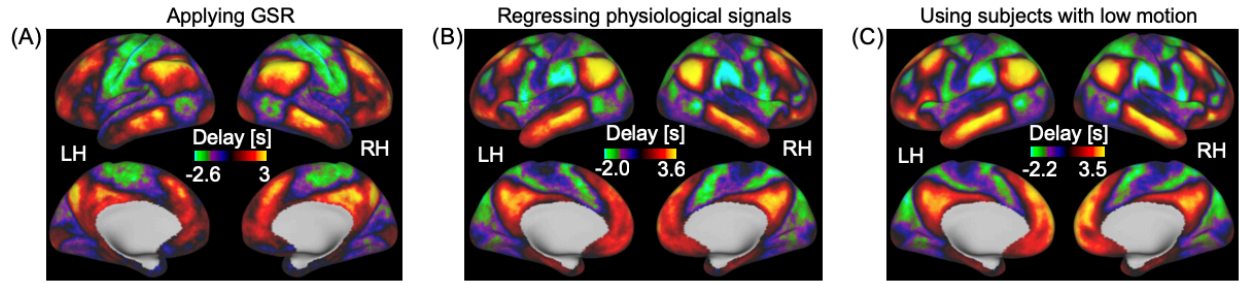 Applying GSR
Regressing physiological signals
Using subjects with low motion
(A)
(B)
(C)
Delay [s]
LH
RH
-2.6
3
Delay [s]
LH
RH
-2.0
3.6
Delay [s]
LH
RH
-2.2
3.5